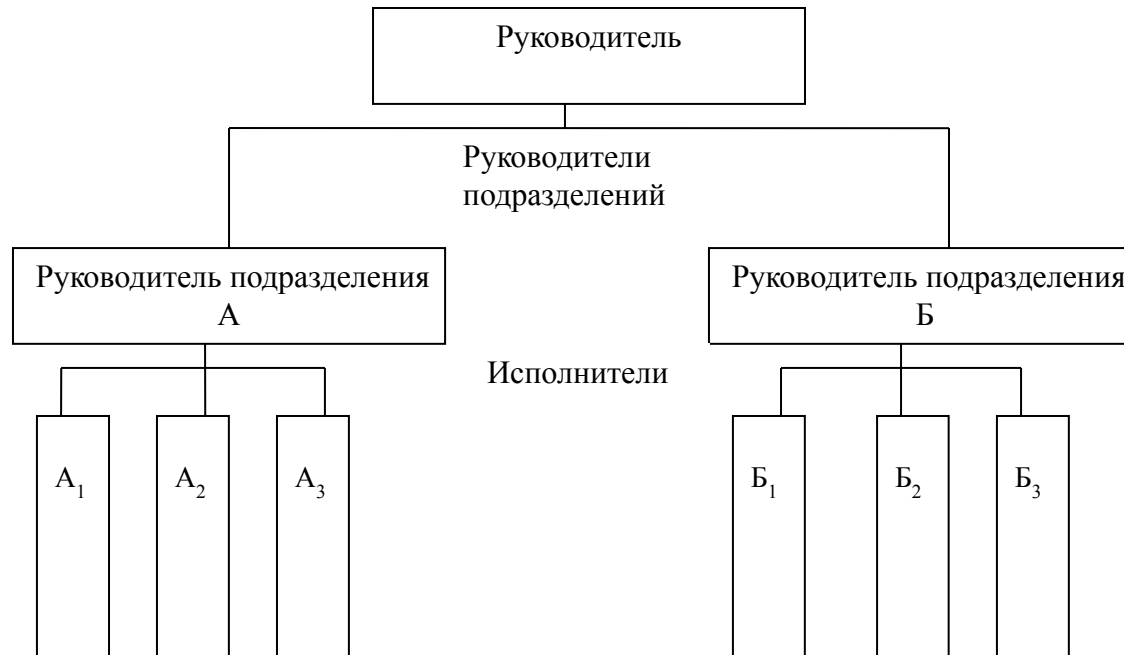 Руководитель
Руководители
подразделений
Руководитель подразделения
А
Руководитель подразделения
Б
Исполнители
А₁ А₂ А₃ Б₁ Б₂ Б₃